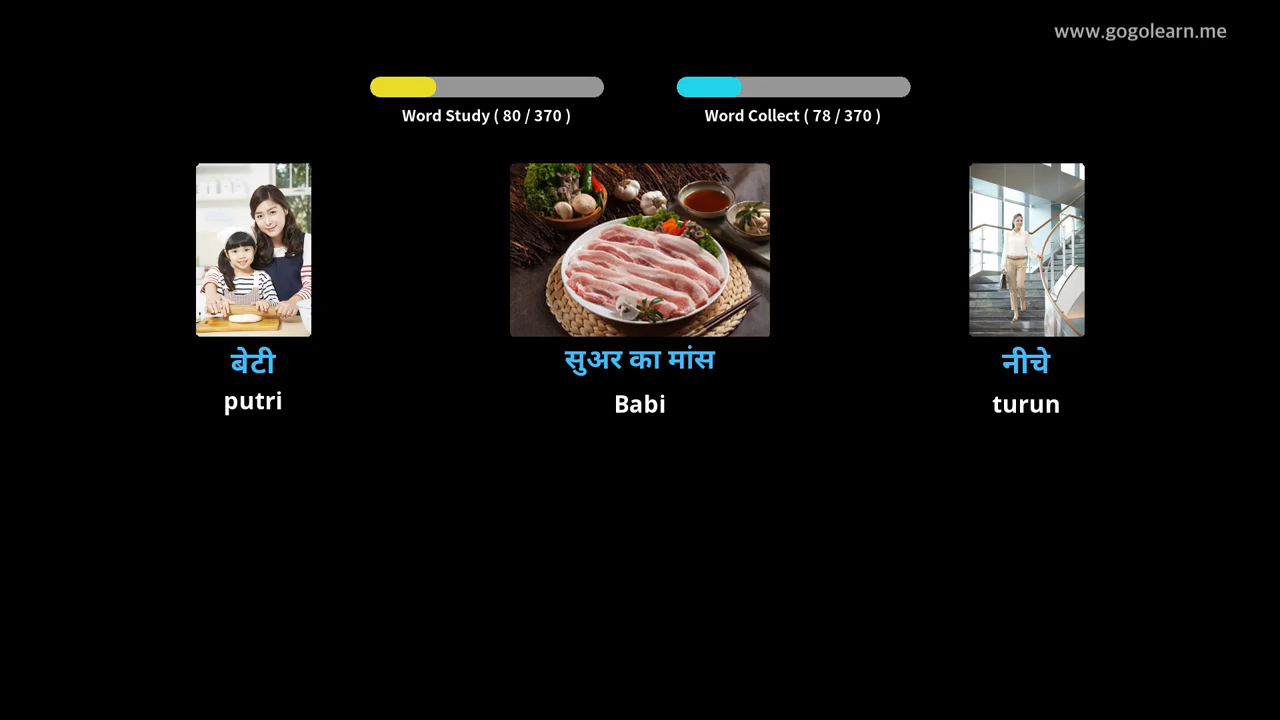 www.gogolearn.me
Word Study ( 80 / 370 )
Word Collect ( 78 / 370 )
बेटी
putri
सुअर का मांस
Babi
नीचे
turun